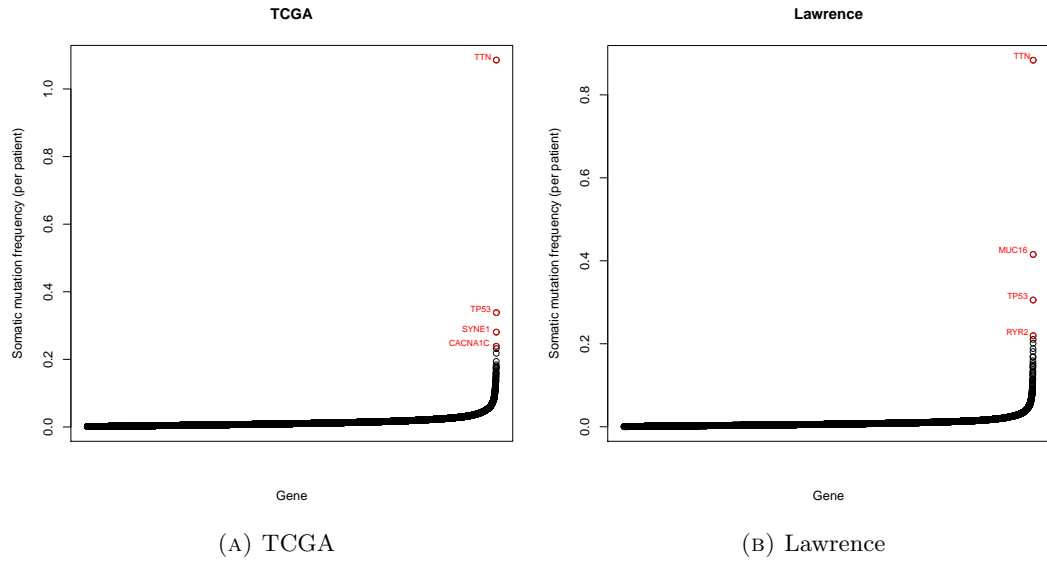 TCGA
Somatic mutation frequency (per patient)
1.0
0.8
0.6
0.4
0.2
0.0
TTN
TP53
SYNE1
CACNA1C
Gene
(A) TCGA
Lawrence
Somatic mutation frequency (per patient)
0.8
0.6
0.4
0.2
0.0
TTN
MUC16
TP53
RYR2
Gene
(B) Lawrence